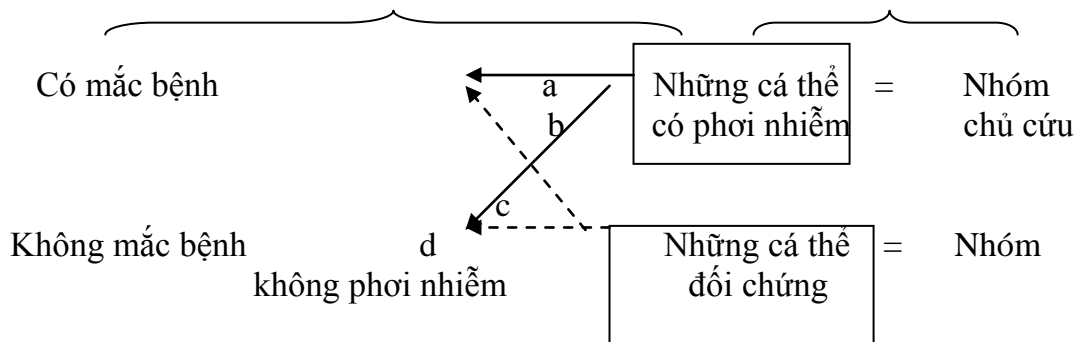 Có mắc bệnh a Những cá thể = Nhóm
b có phơi nhiễm chủ cứu
c
Không mắc bệnh d Những cá thể = Nhóm
không phơi nhiễm đối chứng